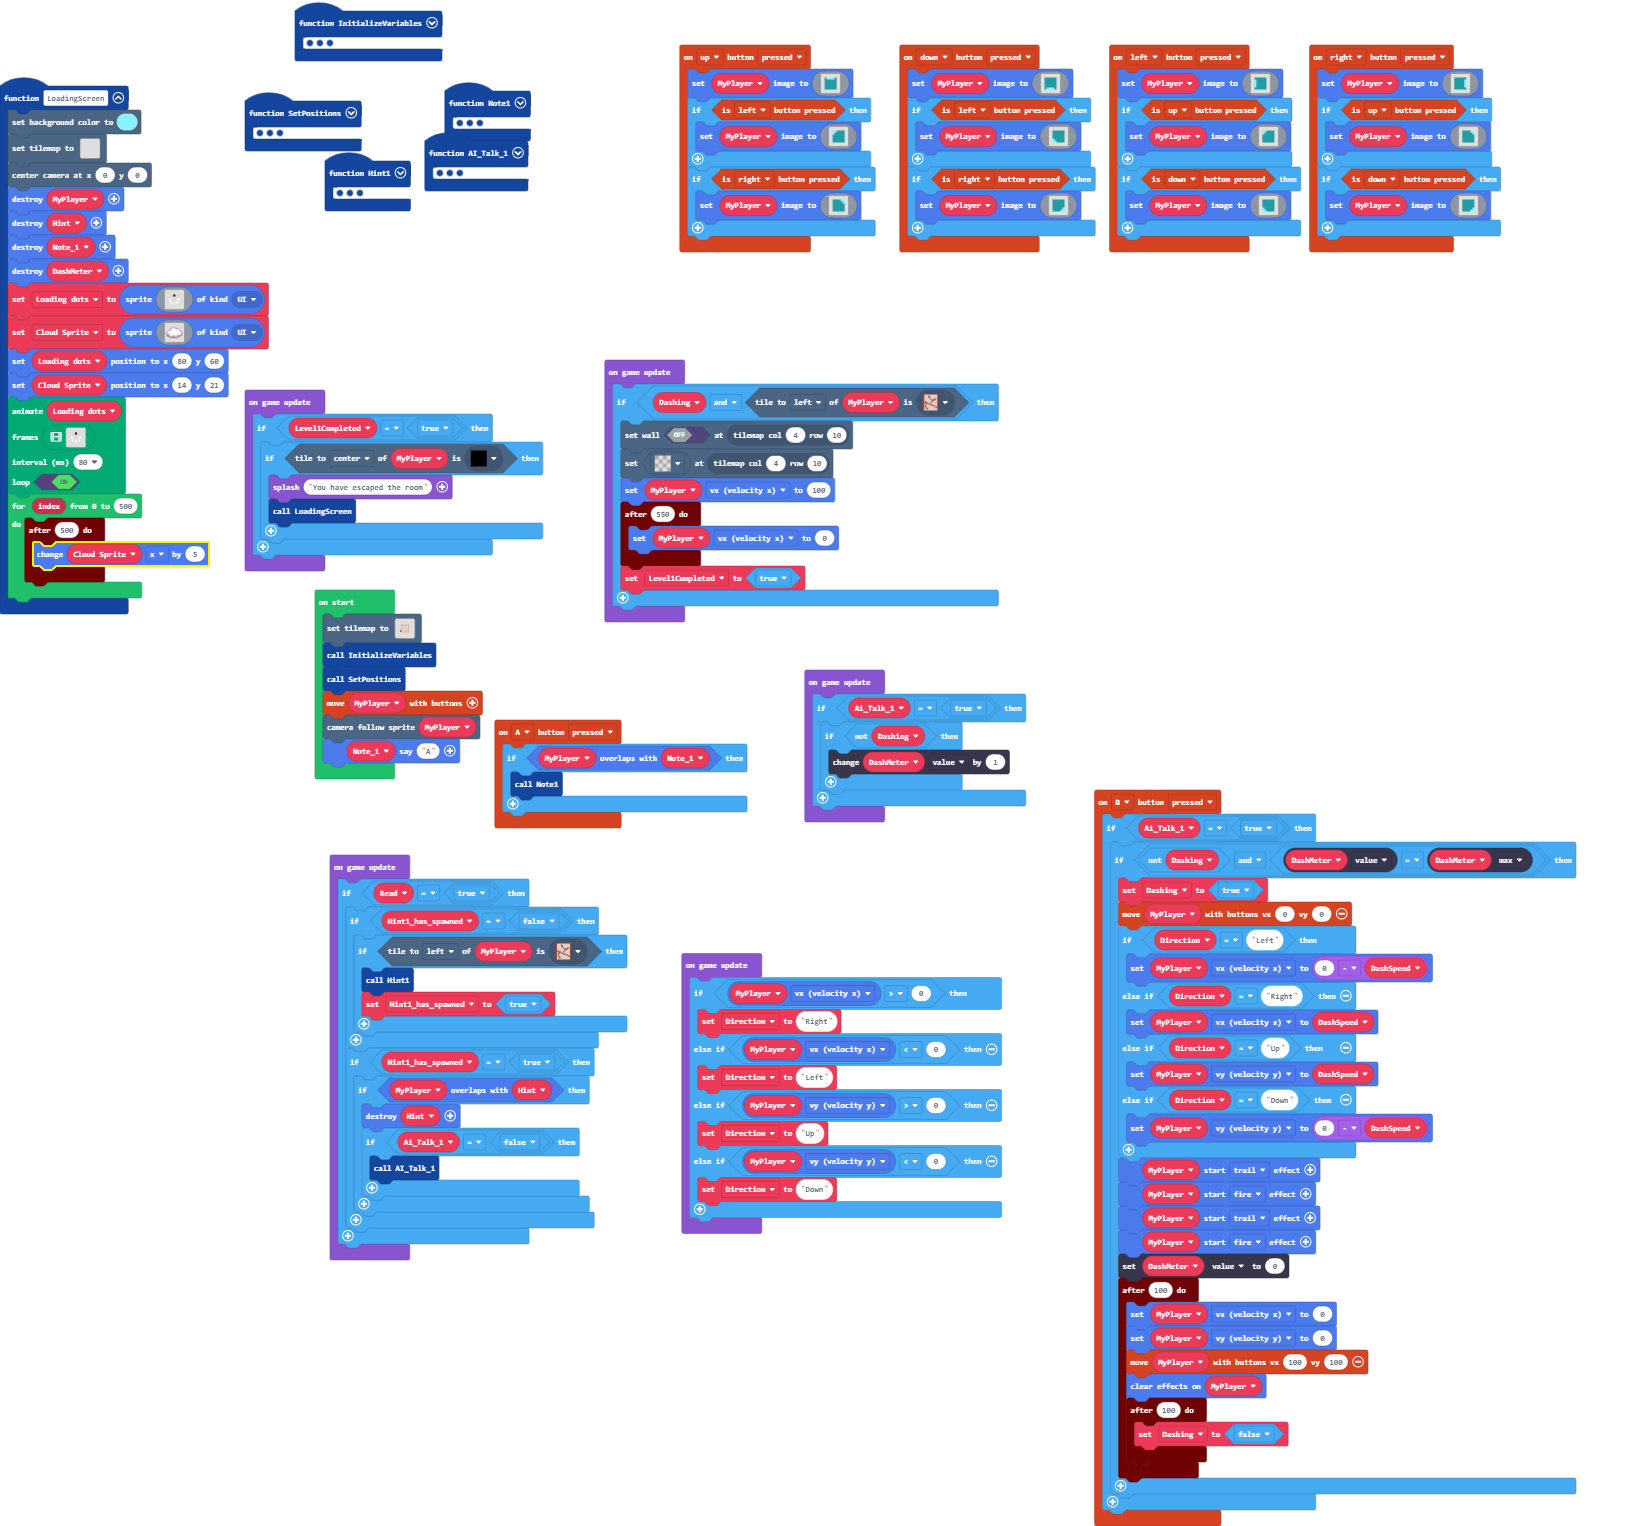 function InitializeVariables
function LoadingScreen
set background color to
set tilemap to
center camera at x 0 y 0
destroy MyPlayer
destroy Hint
destroy Note_1
destroy DashMeter
set Loading dots to sprite of kind UI
set Cloud Sprite to sprite of kind UI
set Loading dots position to x 80 y 60
set Cloud Sprite position to x 14 y 21
animate Loading dots
frames
interval (ms) 80
loop ON
for index from 0 to 500
do after 500 do
change Cloud Sprite x by 5
function SetPositions
function Note1
function AI_Talk_1
function Hint1
on up button pressed
set MyPlayer image to
if is left button pressed then
set MyPlayer image to
if is right button pressed then
set MyPlayer image to
on down button pressed
set MyPlayer image to
if is left button pressed then
set MyPlayer image to
if is right button pressed then
set MyPlayer image to
on left button pressed
set MyPlayer image to
if is up button pressed then
set MyPlayer image to
if is down button pressed then
set MyPlayer image to
on right button pressed
set MyPlayer image to
if is up button pressed then
set MyPlayer image to
if is down button pressed then
set MyPlayer image to
on game update
if Level1Completed = true then
if tile to center of MyPlayer is then
splash "You have escaped the room"
call LoadingScreen
on game update
if Dashing and tile to left of MyPlayer is then
set wall OFF at tilemap col 4 row 10
set at tilemap col 4 row 10
set MyPlayer vx (velocity x) to 100
after 550 do
set MyPlayer vx (velocity x) to 0
set Level1Completed to true
on start
set tilemap to
call InitializeVariables
call SetPositions
move MyPlayer with buttons
camera follow sprite MyPlayer
Note_1 say "A"
on A button pressed
if MyPlayer overlaps with Note_1 then
call Note1
on game update
if Ai_Talk_1 = true then
if not Dashing then
change DashMeter value by 1
on game update
if Read = true then
if Hint1_has_spawned = false then
if tile to left of MyPlayer is then
call Hint1
set Hint1_has_spawned to true
if Hint1_has_spawned = true then
if MyPlayer overlaps with Hint then
destroy Hint
if Ai_Talk_1 = false then
call AI_Talk_1
on game update
if MyPlayer vx (velocity x) > 0 then
set Direction to "Right"
else if MyPlayer vx (velocity x) < 0 then
set Direction to "Left"
else if MyPlayer vy (velocity y) > 0 then
set Direction to "Up"
else if MyPlayer vy (velocity y) < 0 then
set Direction to "Down"
on B button pressed
if Ai_Talk_1 = true then
if not Dashing and DashMeter value = DashMeter max then
set Dashing to true
move MyPlayer with buttons vx 0 vy 0
if Direction = "Left" then
set MyPlayer vx (velocity x) to 0 - DashSpeed
else if Direction = "Right" then
set MyPlayer vx (velocity x) to DashSpeed
else if Direction = "Up" then
set MyPlayer vy (velocity y) to DashSpeed
else if Direction = "Down" then
set MyPlayer vy (velocity y) to 0 - DashSpeed
MyPlayer start trail effect
MyPlayer start fire effect
MyPlayer start trail effect
MyPlayer start fire effect
set DashMeter value to 0
after 100 do
set MyPlayer vx (velocity x) to 0
set MyPlayer vy (velocity y) to 0
move MyPlayer with buttons vx 100 vy 100
clear effects on MyPlayer
after 100 do
set Dashing to false